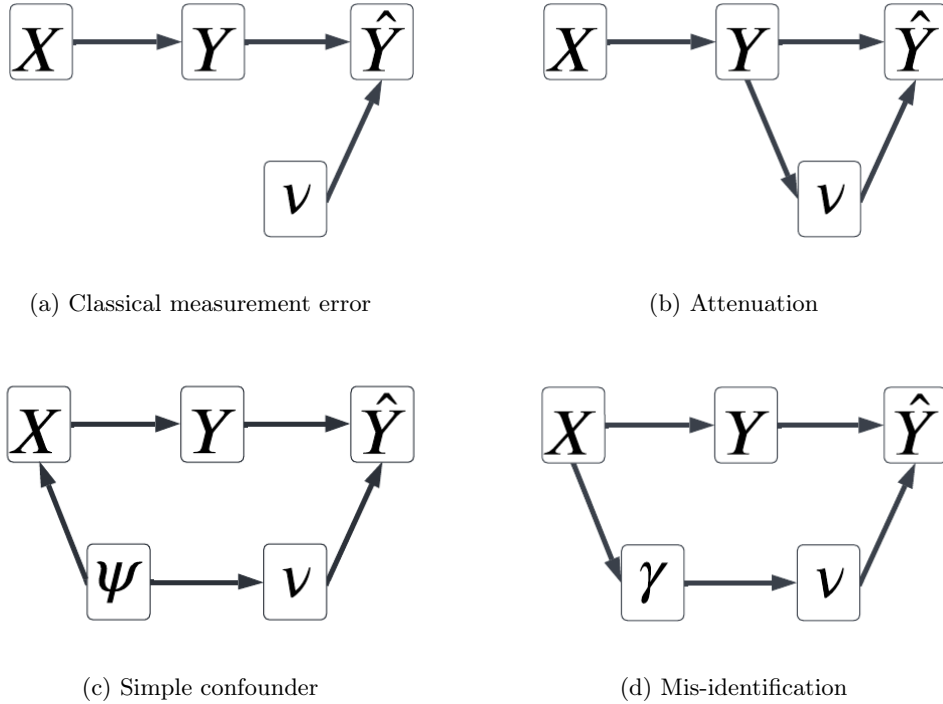 X Y Ŷ
ν
(a) Classical measurement error
X Y Ŷ
ν
(b) Attenuation
X Y Ŷ
ψ ν
(c) Simple confounder
X Y Ŷ
γ ν
(d) Mis-identification